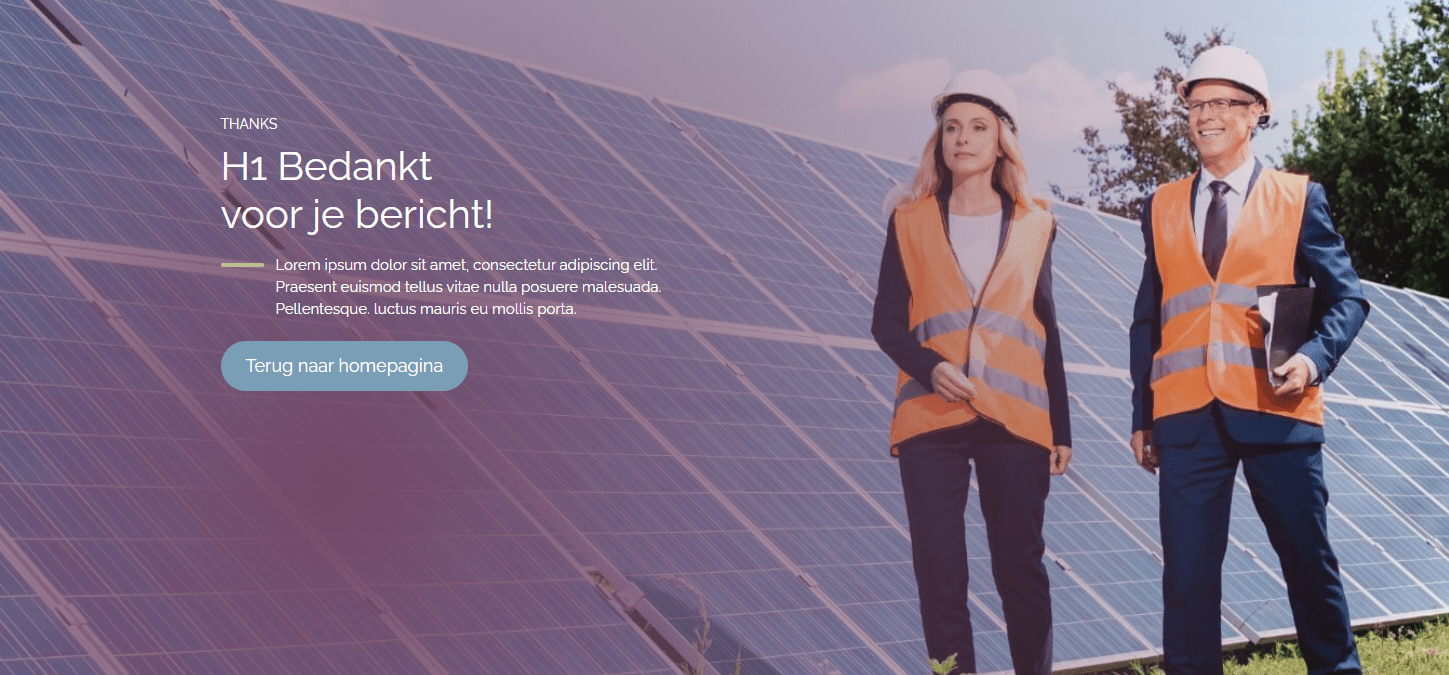 THANKS
H1 Bedankt
voor je bericht!
Lorem ipsum dolor sit amet, consectetur adipiscing elit.
Praesent euismod tellus vitae nulla posuere malesuada.
Pellentesque. luctus mauris eu mollis porta.
Terug naar homepagina